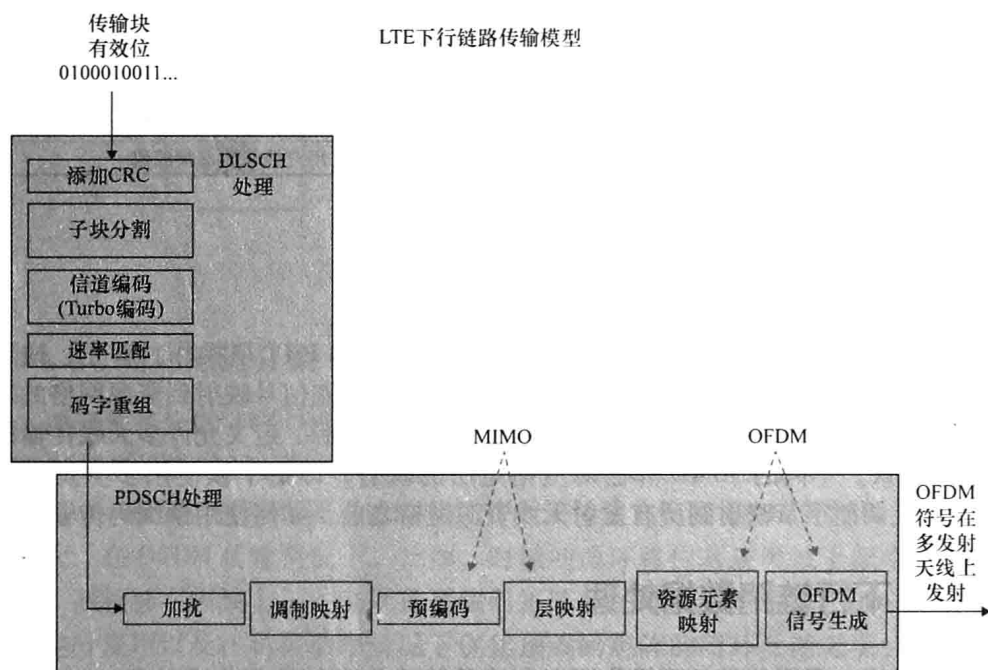 传输块
有效位
0100010011...
LTE下行链路传输模型
DLSCH
处理
添加CRC
子块分割
信道编码
(Turbo编码)
速率匹配
码字重组
MIMO
OFDM
PDSCH处理
OFDM
符号在
多发射
天线上
发射
加扰
调制映射
预编码
层映射
资源元素
映射
OFDM
信号生成